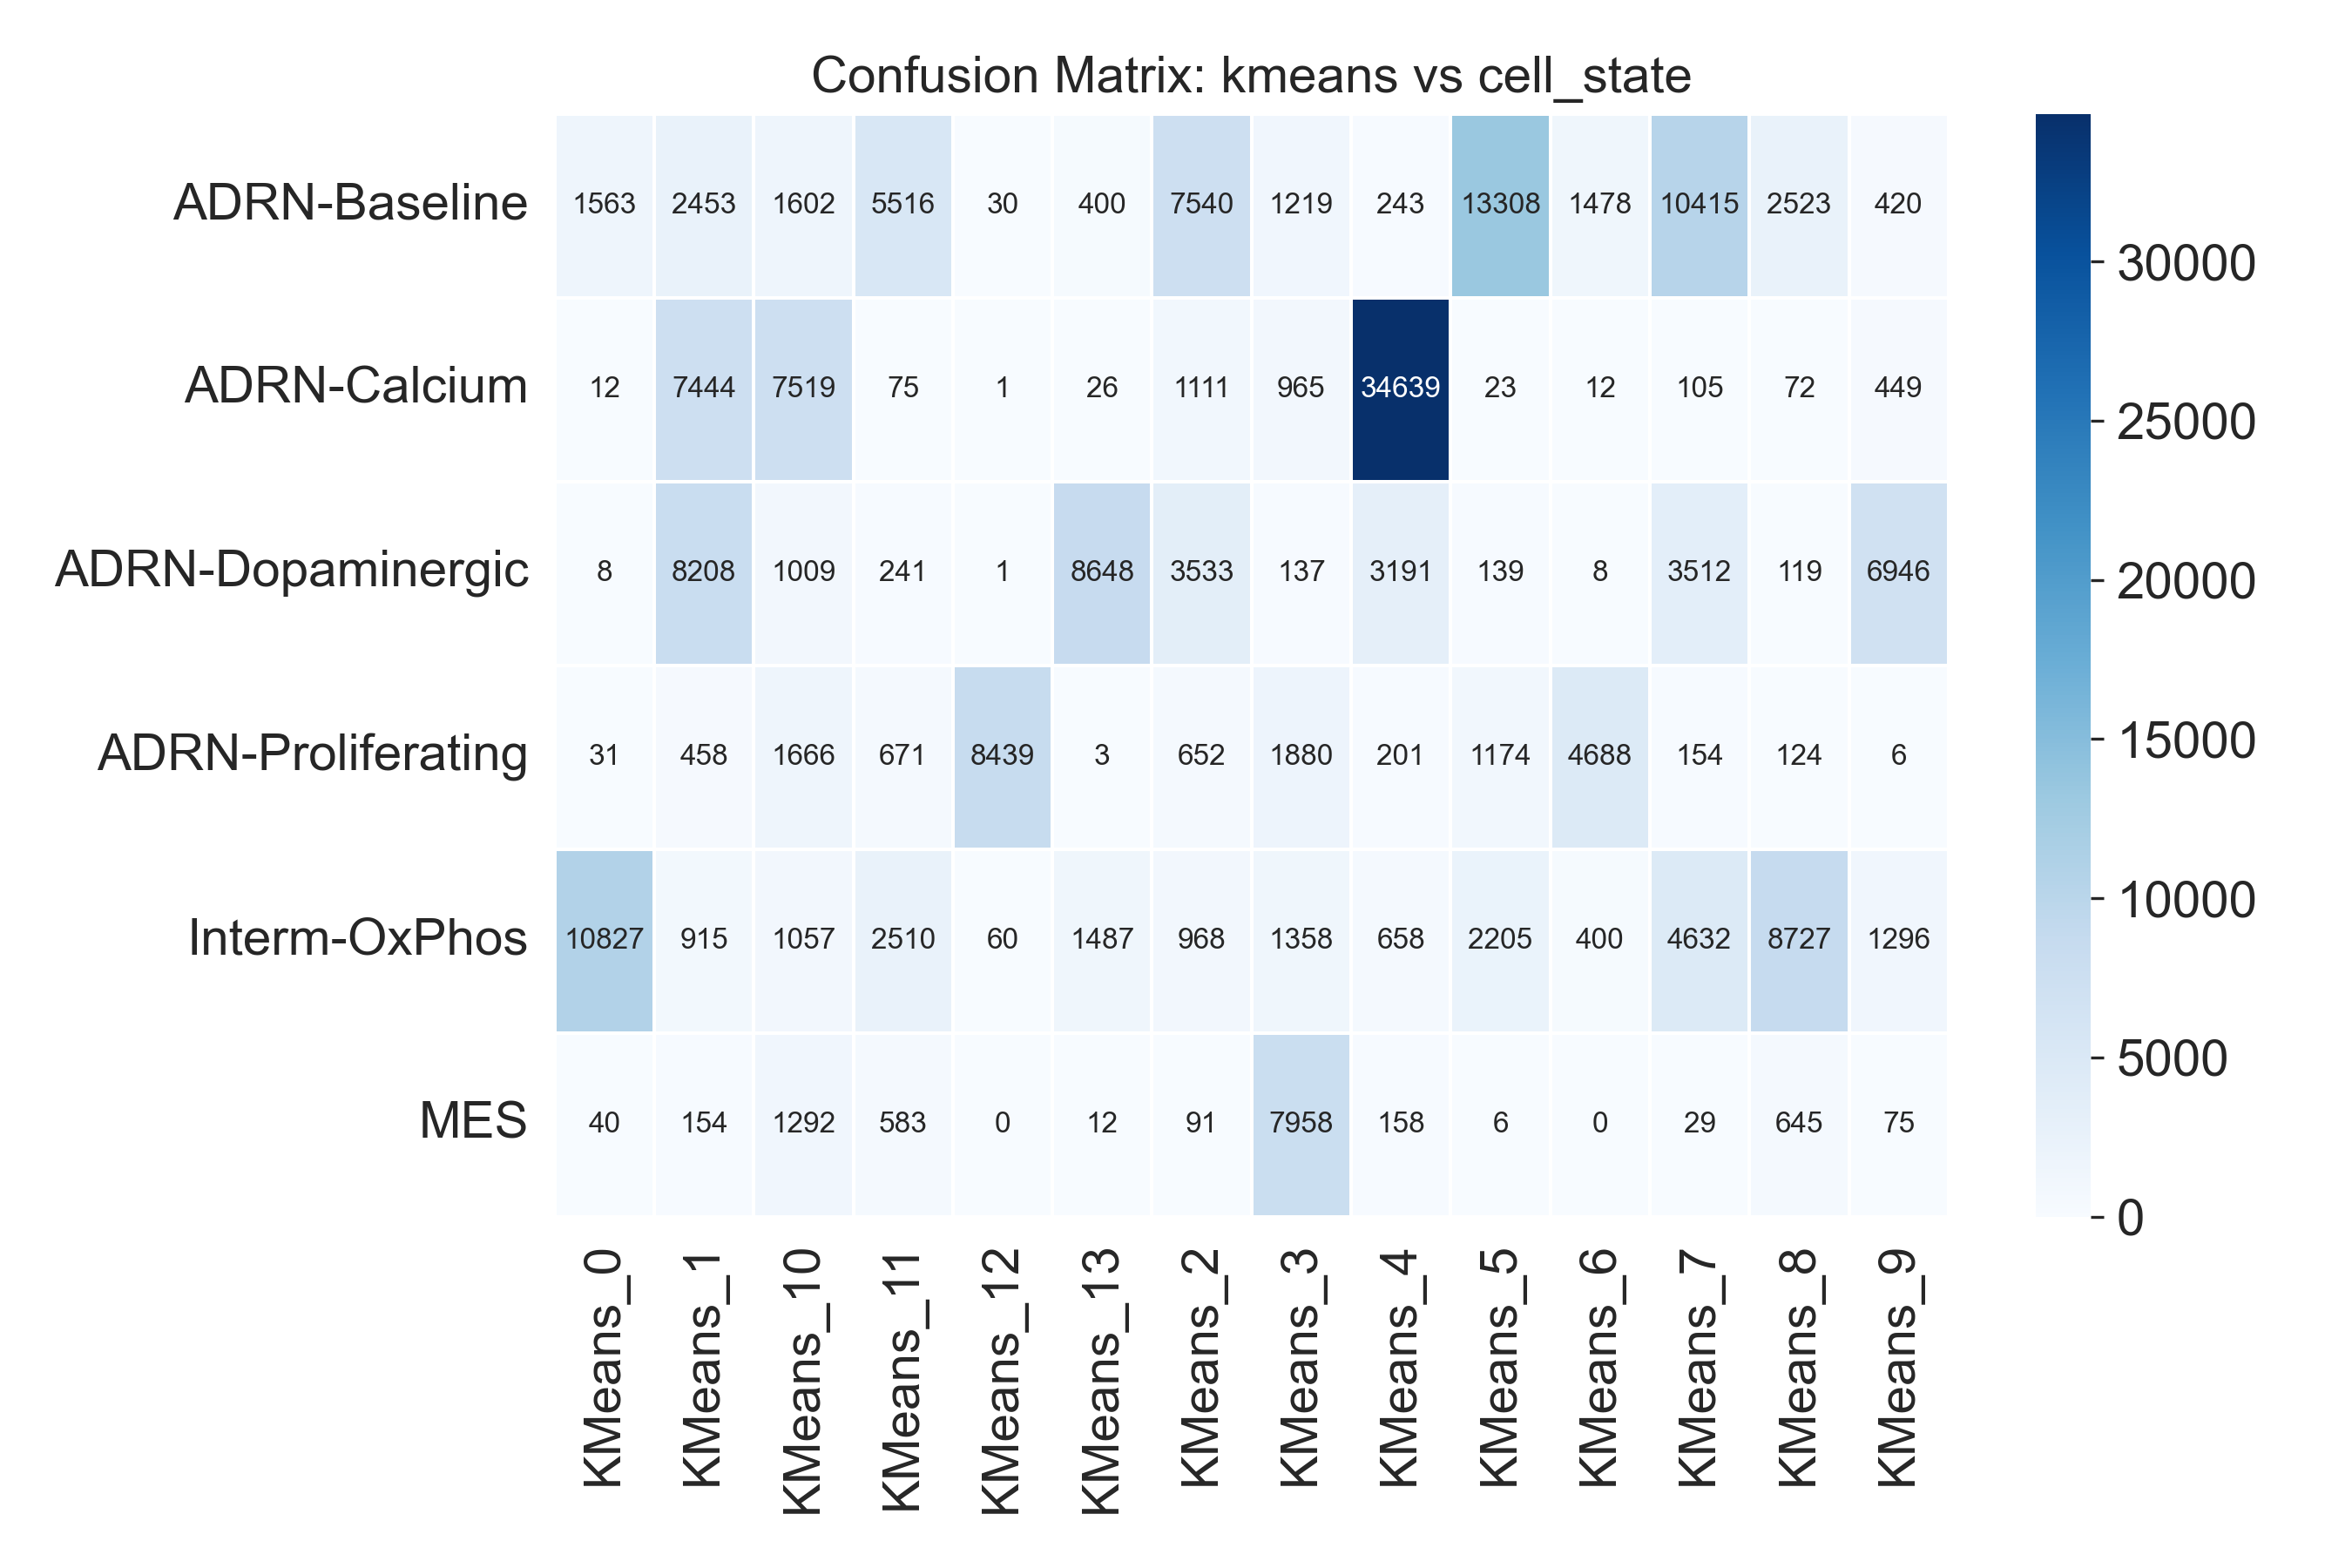 Confusion Matrix: kmeans vs cell_state
ADRN-Baseline 1563 2453 1602 5516 30 400 7540 1219 243 13308 1478 10415 2523 420
ADRN-Calcium 12 7444 7519 75 1 26 1111 965 34639 23 12 105 72 449
ADRN-Dopaminergic 8 8208 1009 241 1 8648 3533 137 3191 139 8 3512 119 6946
ADRN-Proliferating 31 458 1666 671 8439 3 652 1880 201 1174 4688 154 124 6
Interm-OxPhos 10827 915 1057 2510 60 1487 968 1358 658 2205 400 4632 8727 1296
MES 40 154 1292 583 0 12 91 7958 158 6 0 29 645 75
KMeans_0 KMeans_1 KMeans_10 KMeans_11 KMeans_12 KMeans_13 KMeans_2 KMeans_3 KMeans_4 KMeans_5 KMeans_6 KMeans_7 KMeans_8 KMeans_9
30000
25000
20000
15000
10000
5000
0